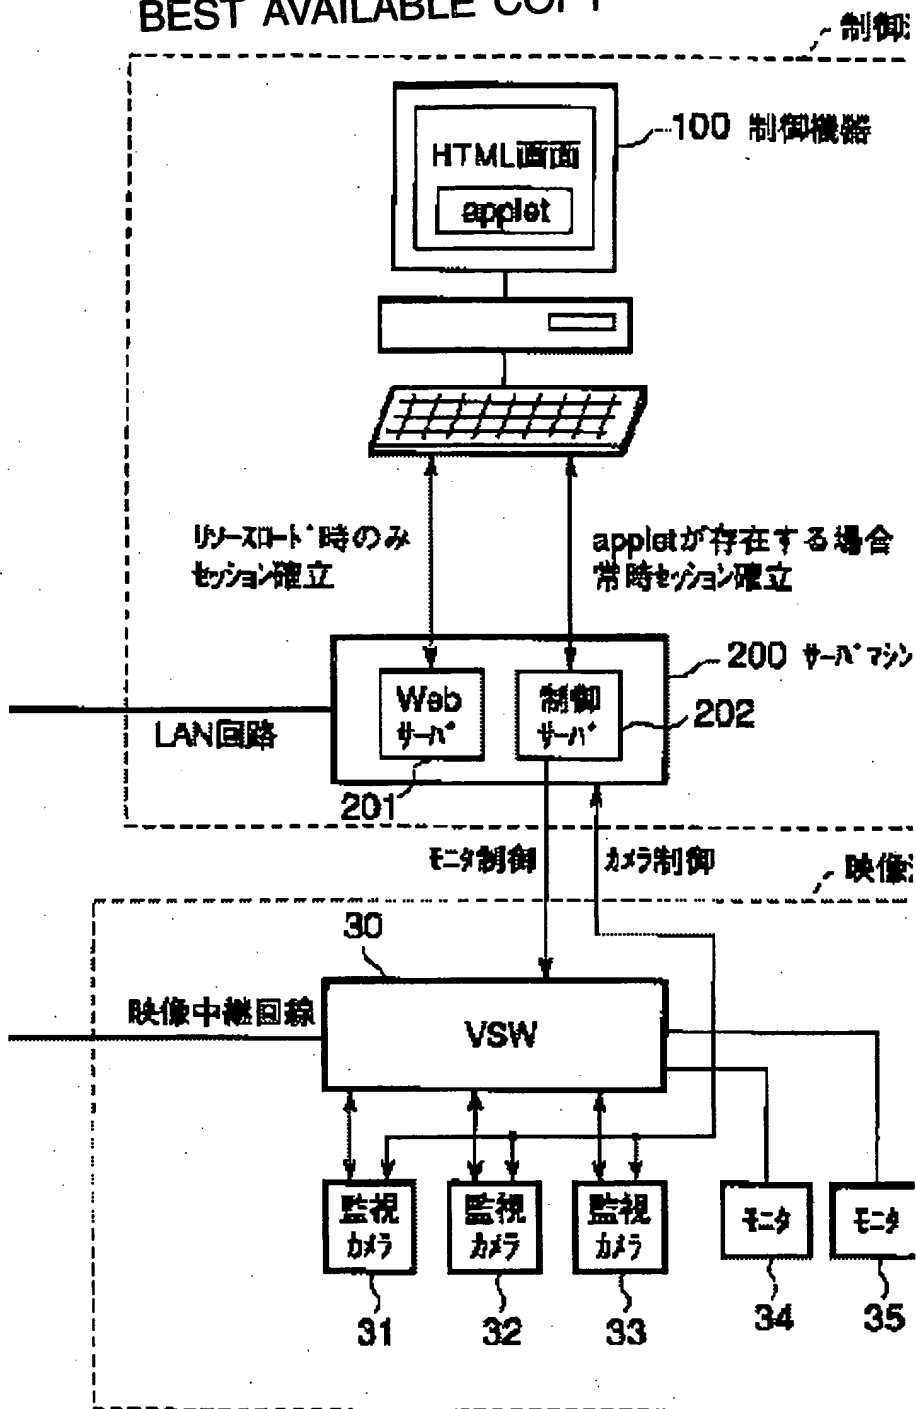 BEST AVAILABLE COPY
制御
100 制御機器
HTML画面
applet
リソースロード時のみ
セッション確立
appletが存在する場合
常時セッション確立
200 サーバマシン
Web
サーバ
制御
サーバ
202
LAN回路
201
モニタ制御
カメラ制御
映像
30
映像中継回線
VSW
監視
カメラ
監視
カメラ
監視
カメラ
モニタ
モニタ
31
32
33
34
35